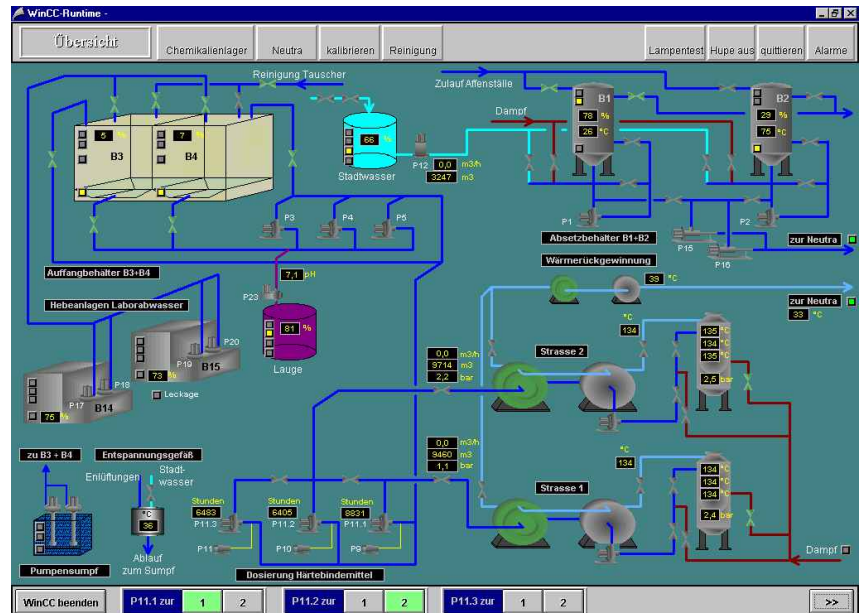 WinCC-Runtime -
Übersicht Chemikalienlager Neutra kalibrieren Reinigung Lampentest Hupe aus quittieren Alarme
Reinigung Tauscher
Zulauf Affenställe
Dampf
B1
78 %
26 °C
B2
29 %
75 °C
5 %
B3
7 %
B4
66 %
Stadtwasser
P12
0,0 m3/h
3247 m3
P3 P4 P5
P1
P2
P15
P16
Absetzbehälter B1+B2
zur Neutra
Auffangbehälter B3+B4
7,1 pH
P23
81 %
Lauge
Wärmerückgewinnung
39 °C
zur Neutra
33 °C
Hebeanlagen Laborabwasser
P20
P19
B15
73 %
P18
P17
B14
75 %
Leckage
0,0 m3/h
9714 m3
2,2 bar
Strasse 2
°C
134
135 °C
134 °C
135 °C
2,5 bar
0,0 m3/h
9460 m3
1,1 bar
Strasse 1
°C
134
134 °C
134 °C
134 °C
2,4 bar
Dampf
zu B3 + B4
Entspannungsgefäß
Entlüftungen
Stadt-
wasser
°C
36
Ablauf
zum Sumpf
Pumpensumpf
Stunden
6483
P11.3
Stunden
6405
P11.2
Stunden
8831
P11.1
P11 P10 P9
Dosierung Härtebindemittel
WinCC beenden P11.1 zur 1 2 P11.2 zur 1 2 P11.3 zur 1 2 >>